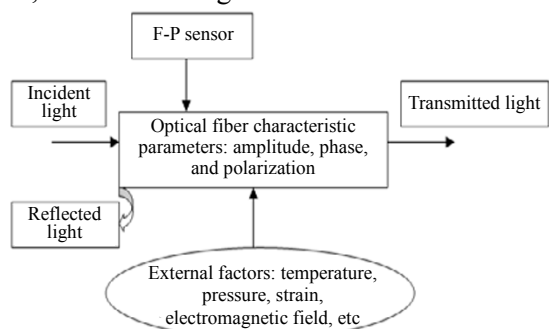 F-P sensor
Incident
light
Transmitted light
Optical fiber characteristic
parameters: amplitude, phase,
and polarization
Reflected
light
External factors: temperature,
pressure, strain,
electromagnetic field, etc